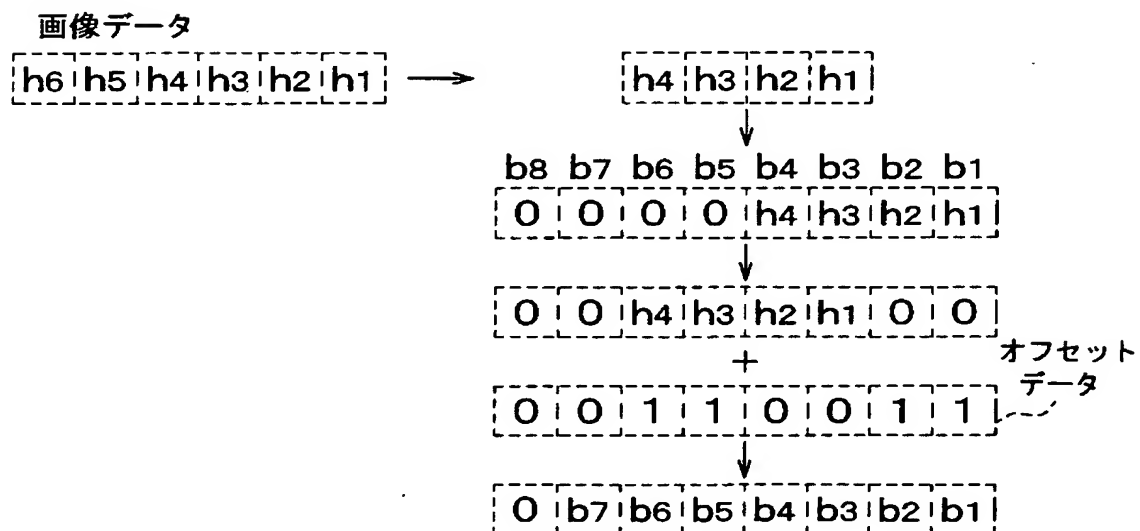 画像データ
h6 h5 h4 h3 h2 h1
h4 h3 h2 h1
b8 b7 b6 b5 b4 b3 b2 b1
0 0 0 0 h4 h3 h2 h1
0 0 h4 h3 h2 h1 0 0
+
オフセット
データ
0 0 1 1 0 0 1 1
0 b7 b6 b5 b4 b3 b2 b1